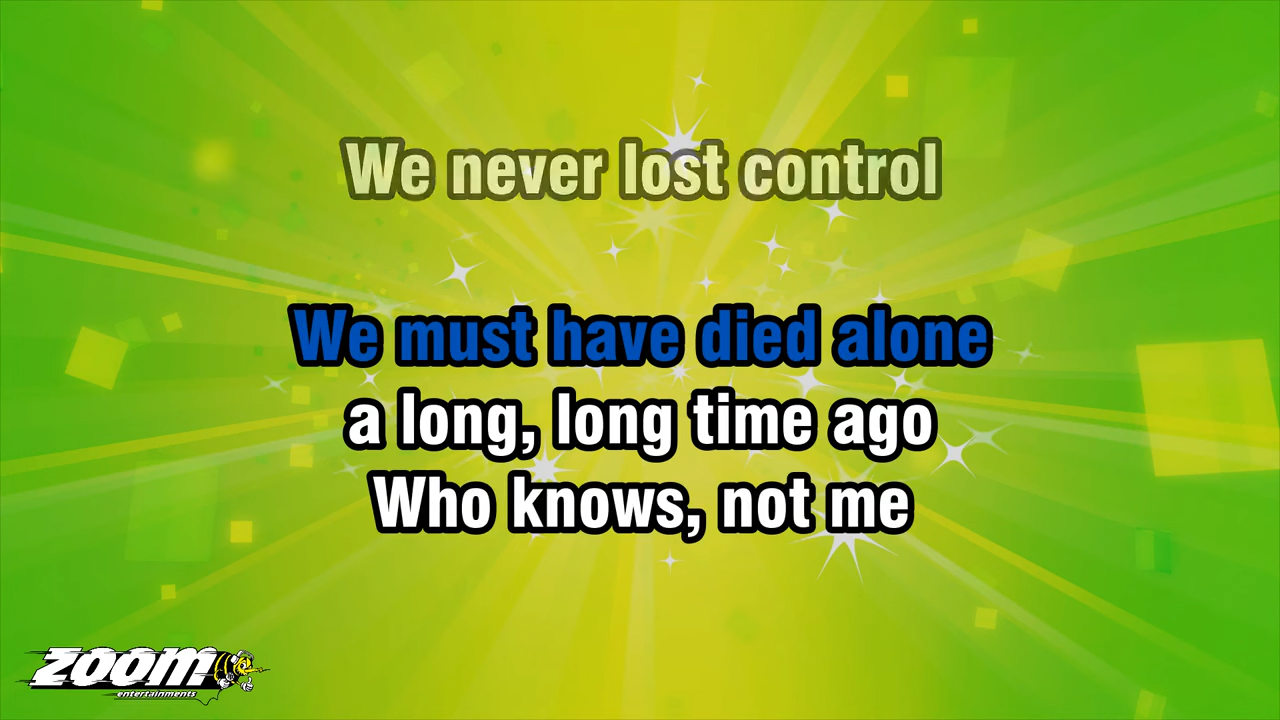 We never lost control
We must have died alone
a long, long time ago
Who knows, not me
zoom
entertainments